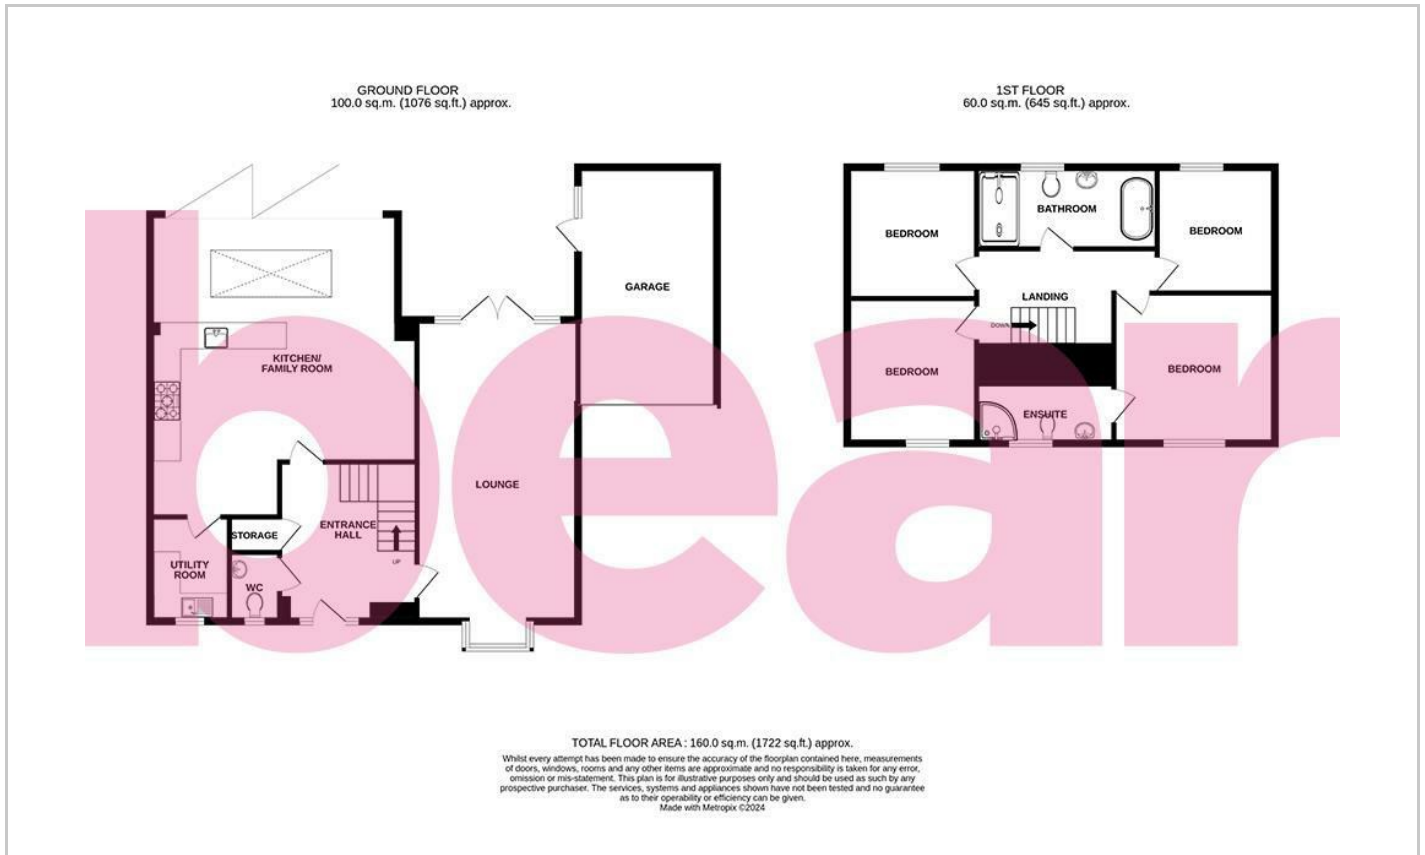 GROUND FLOOR
100.0 sq.m. (1076 sq.ft.) approx.
1ST FLOOR
60.0 sq.m. (645 sq.ft.) approx.
KITCHEN/
FAMILY ROOM
GARAGE
LOUNGE
ENTRANCE
HALL
UP
STORAGE
UTILITY
ROOM
WC
BEDROOM
BATHROOM
BEDROOM
LANDING
DOWN
BEDROOM
BEDROOM
ENSUITE
bear
TOTAL FLOOR AREA : 160.0 sq.m. (1722 sq.ft.) approx.
Whilst every attempt has been made to ensure the accuracy of the floorplan contained here, measurements
of doors, windows, rooms and any other items are approximate and no responsibility is taken for any error,
omission or mis-statement. This plan is for illustrative purposes only and should be used as such by any
prospective purchaser. The services, systems and appliances shown have not been tested and no guarantee
as to their operability or efficiency can be given.
Made with Metropix ©2024